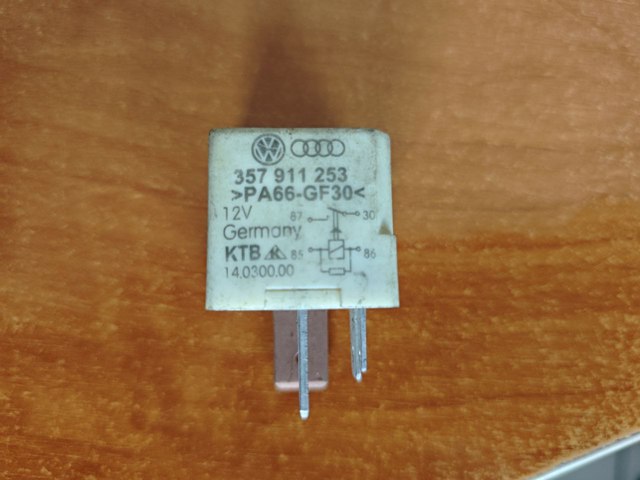 357 911 253
>PA66-GF30<
12V
87 30
Germany
KTB 85 86
14.0300.00